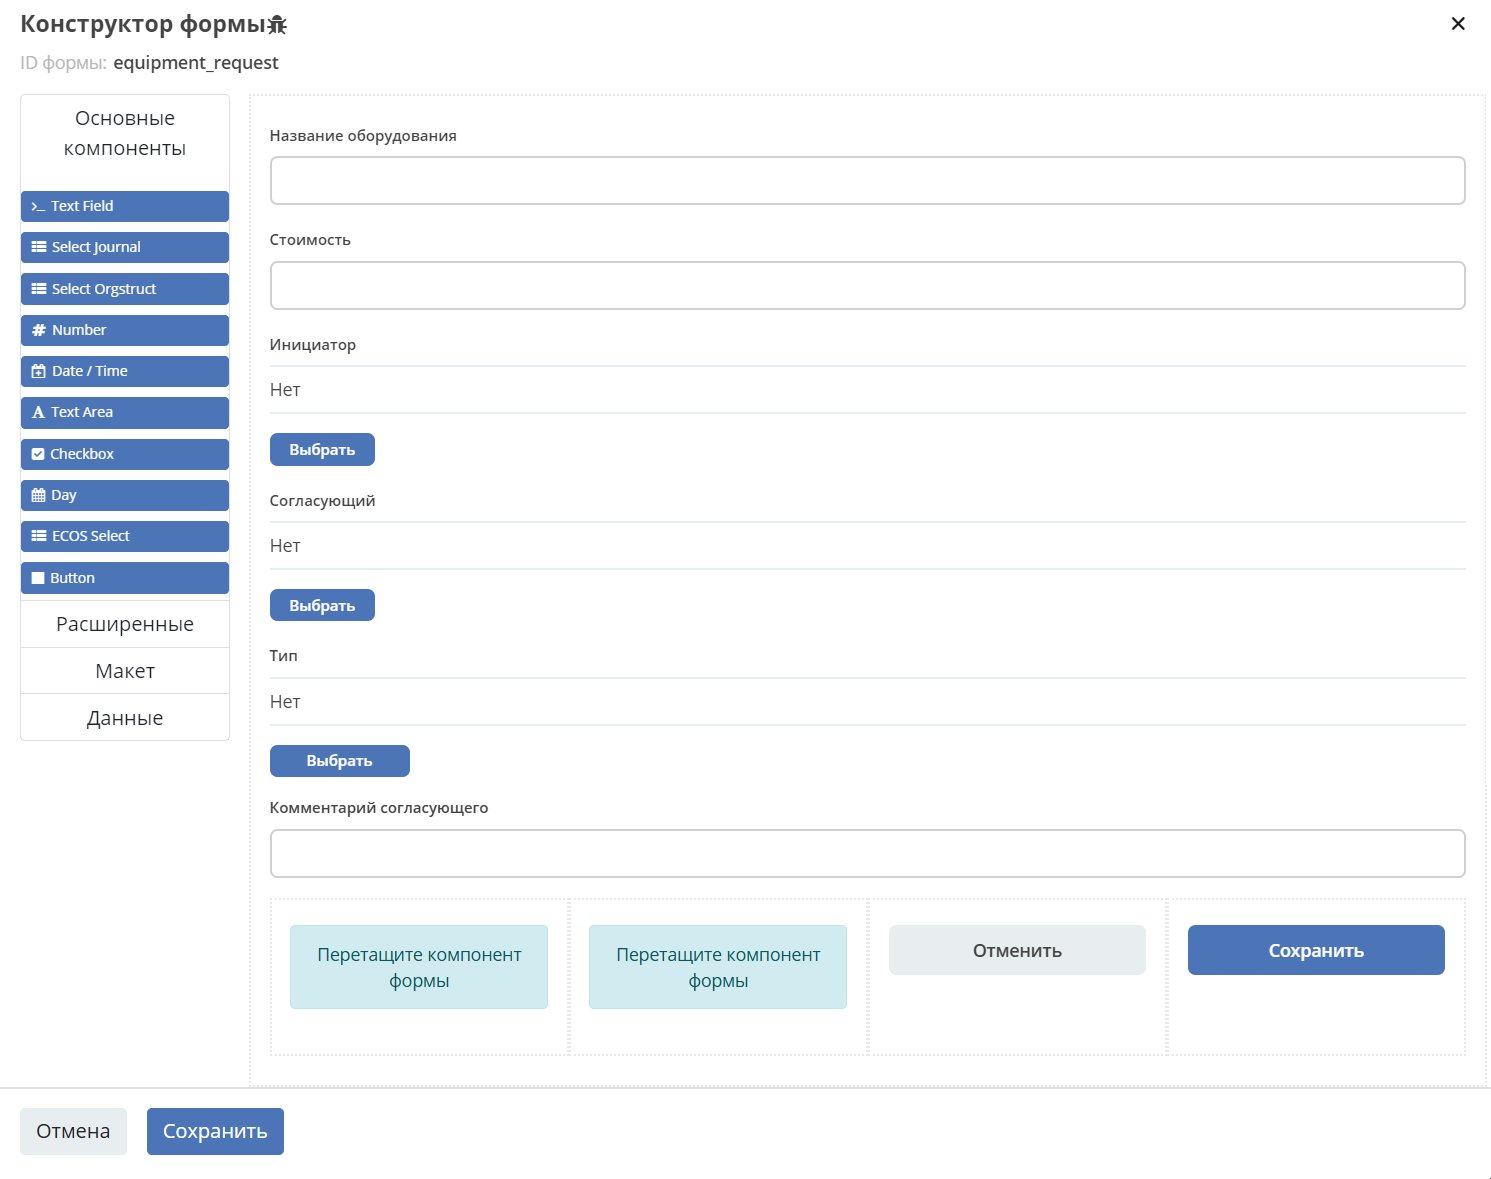 Конструктор формы
ID формы: equipment_request
Основные
компоненты
Text Field
Select Journal
Select Orgstruct
Number
Date / Time
Text Area
Checkbox
Day
ECOS Select
Button
Расширенные
Макет
Данные
Название оборудования
Стоимость
Инициатор
Нет
Выбрать
Согласующий
Нет
Выбрать
Тип
Нет
Выбрать
Комментарий согласующего
Перетащите компонент
формы
Перетащите компонент
формы
Отменить
Сохранить
Отмена
Сохранить